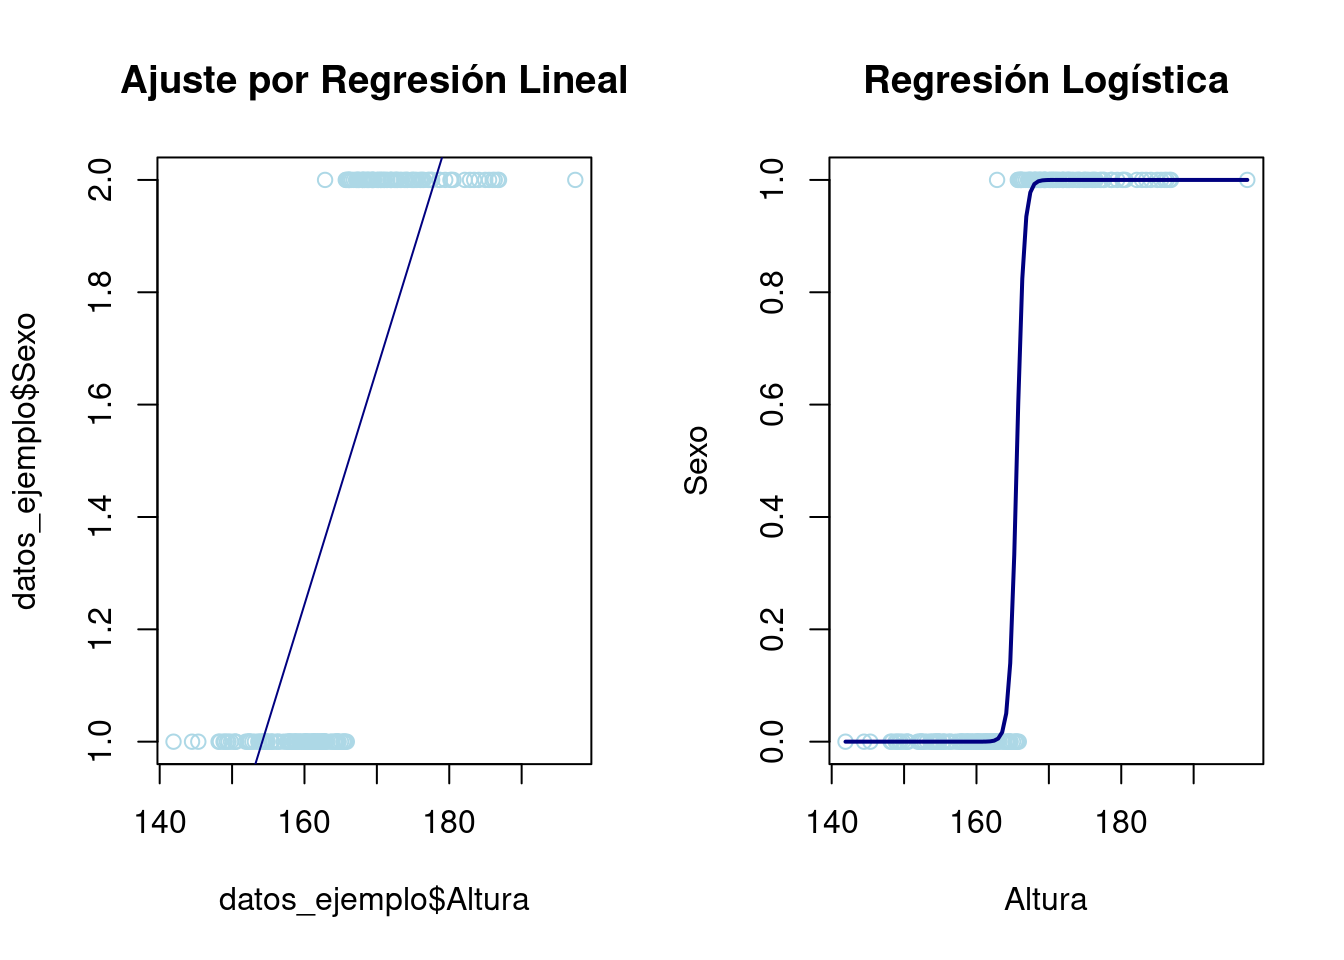 Ajuste por Regresión Lineal
datos_ejemplo$Sexo
2.0
1.8
1.6
1.4
1.2
1.0
140 160 180
datos_ejemplo$Altura
Regresión Logística
Sexo
1.0
0.8
0.6
0.4
0.2
0.0
140 160 180
Altura